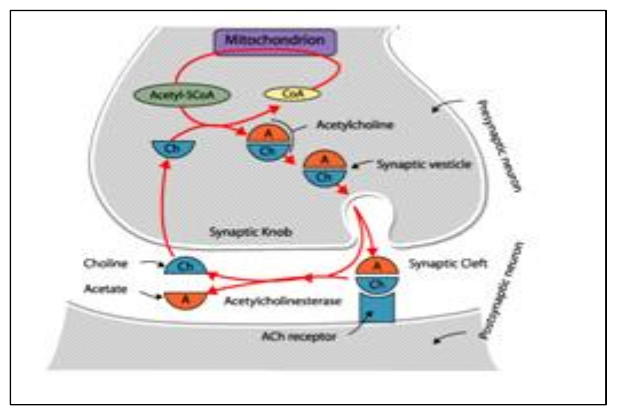 Mitochondrion
Acetyl-SCoA
CoA
Acetylcholine
A
Ch
Ch
A
Ch
Synaptic vesticle
Presynaptic neuron
Synaptic Knob
Choline
Ch
A
Ch
Synaptic Cleft
Acetate
A
Acetylcholinesterase
Postsynaptic neuron
ACh receptor